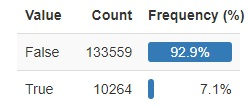 Value Count Frequency (%)
False 133559 92.9%
True 10264 7.1%